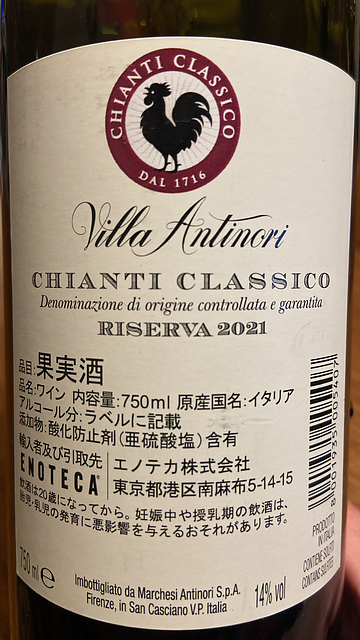 CHIANTI CLASSICO
DAL 1716
Villa Antinori
CHIANTI CLASSICO
Denominazione di origine controllata e garantita
RISERVA 2021
品目:果実酒
品名:ワイン 内容量:750ml 原産国名:イタリア
アルコール分:ラベルに記載
添加物:酸化防止剤(亜硫酸塩)含有
輸入者及び引取先
ENOTECA®
エノテカ株式会社
東京都港区南麻布5-14-15
飲酒は20歳になってから。妊娠中や授乳期の飲酒は、
胎児・乳児の発育に悪影響を与えるおそれがあります。
750 ml e
Imbottigliato da Marchesi Antinori S.p.A.
Firenze, in San Casciano V.P. Italia
14% vol
PRODOTTO
IN ITALIA
CONTIENE SOLFITI
CONTAINS SULFITES